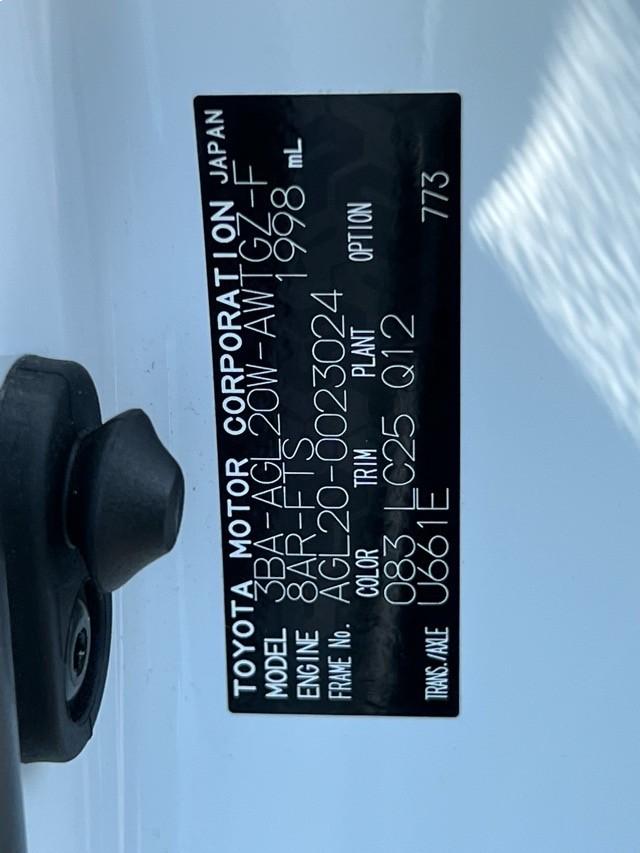 TOYOTA MOTOR CORPORATION JAPAN
MODEL 3BA-AGL20W-AWTGZ-F
ENGINE 8AR-FTS 1998 mL
FRAME No. AGL20-0023024
COLOR TRIM PLANT OPTION
083 LC25 Q12
TRANS./AXLE U661E 773